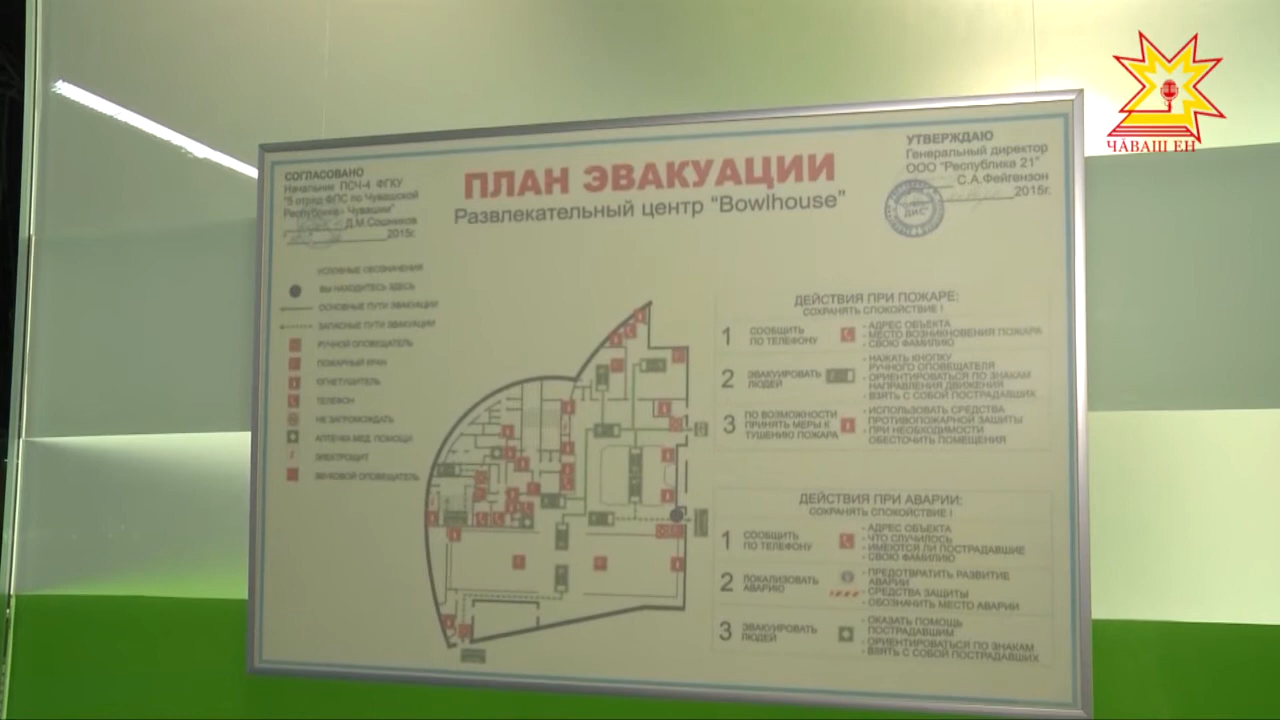 ЧӐВАШ ЕН
СОГЛАСОВАНО
Начальник ПСЧ-4 ФГКУ
"5 отряд ФПС по Чувашской
Республике- Чувашии"
Д.М.Сошников
2015г.
ПЛАН ЭВАКУАЦИИ
Развлекательный центр "Bowlhouse"
УТВЕРЖДАЮ
Генеральный директор
ООО "Республика 21"
С.А.Фейгензон
2015г.
УСЛОВНЫЕ ОБОЗНАЧЕНИЯ
ВЫ НАХОДИТЕСЬ ЗДЕСЬ
ОСНОВНЫЕ ПУТИ ЭВАКУАЦИИ
ЗАПАСНЫЕ ПУТИ ЭВАКУАЦИИ
РУЧНОЙ ОПОВЕЩАТЕЛЬ
ПОЖАРНЫЙ КРАН
ОГНЕТУШИТЕЛЬ
ТЕЛЕФОН
НЕ ЗАГРОМОЖДАТЬ
АПТЕЧКА МЕД. ПОМОЩИ
ЭЛЕКТРОЩИТ
ЗВУКОВОЙ ОПОВЕЩАТЕЛЬ
ДЕЙСТВИЯ ПРИ ПОЖАРЕ:
СОХРАНЯТЬ СПОКОЙСТВИЕ !
1 СООБЩИТЬ
ПО ТЕЛЕФОНУ
- АДРЕС ОБЪЕКТА
- МЕСТО ВОЗНИКНОВЕНИЯ ПОЖАРА
- СВОЮ ФАМИЛИЮ
2 ЭВАКУИРОВАТЬ
ЛЮДЕЙ
- НАЖАТЬ КНОПКУ
РУЧНОГО ОПОВЕЩАТЕЛЯ
- ОРИЕНТИРОВАТЬСЯ ПО ЗНАКАМ
НАПРАВЛЕНИЯ ДВИЖЕНИЯ
- ВЗЯТЬ С СОБОЙ ПОСТРАДАВШИХ
3 ПО ВОЗМОЖНОСТИ
ПРИНЯТЬ МЕРЫ К
ТУШЕНИЮ ПОЖАРА
- ИСПОЛЬЗОВАТЬ СРЕДСТВА
ПРОТИВОПОЖАРНОЙ ЗАЩИТЫ
- ПРИ НЕОБХОДИМОСТИ
ОБЕСТОЧИТЬ ПОМЕЩЕНИЯ
ДЕЙСТВИЯ ПРИ АВАРИИ:
СОХРАНЯТЬ СПОКОЙСТВИЕ !
1 СООБЩИТЬ
ПО ТЕЛЕФОНУ
- АДРЕС ОБЪЕКТА
- ЧТО СЛУЧИЛОСЬ
- ИМЕЮТСЯ ЛИ ПОСТРАДАВШИЕ
- СВОЮ ФАМИЛИЮ
2 ЛОКАЛИЗОВАТЬ
АВАРИЮ
- ПРЕДОТВРАТИТЬ РАЗВИТИЕ
АВАРИИ
- СРЕДСТВА ЗАЩИТЫ
- ОБОЗНАЧИТЬ МЕСТО АВАРИИ
3 ЭВАКУИРОВАТЬ
ЛЮДЕЙ
- ОКАЗАТЬ ПОМОЩЬ
ПОСТРАДАВШИМ
- ОРИЕНТИРОВАТЬСЯ ПО ЗНАКАМ
- ВЗЯТЬ С СОБОЙ ПОСТРАДАВШИХ